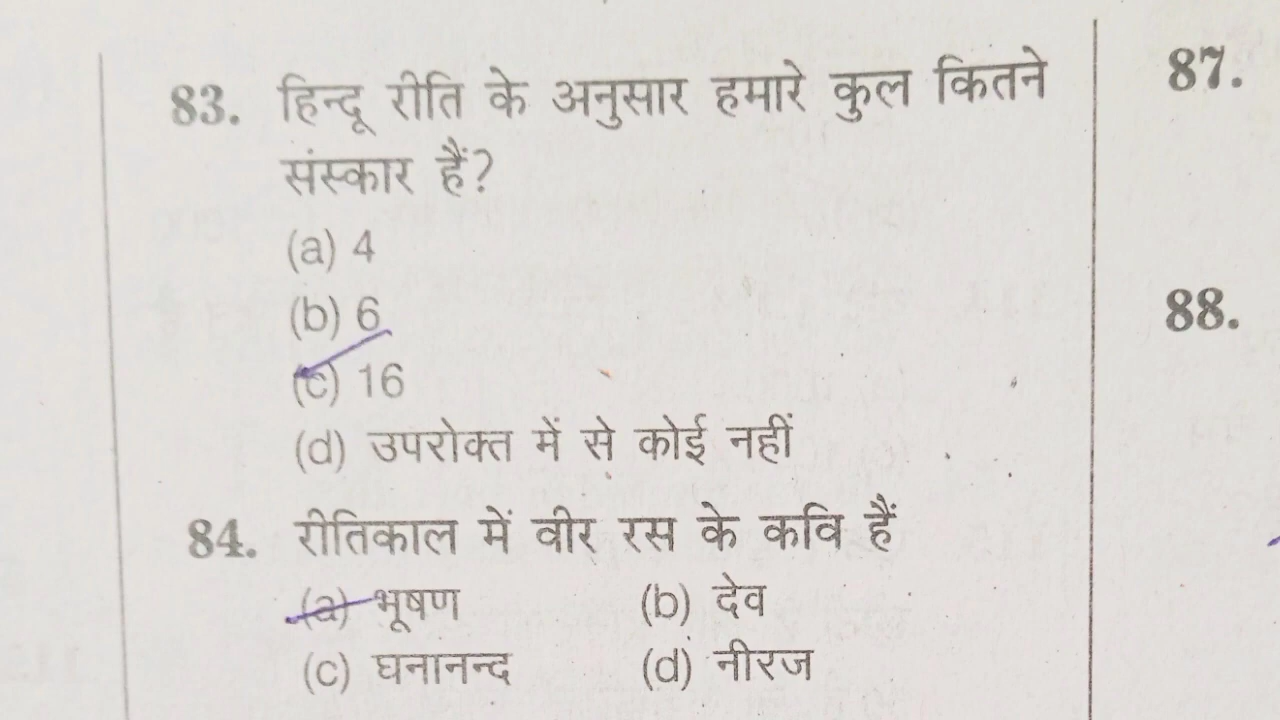 83. हिन्दू रीति के अनुसार हमारे कुल कितने
संस्कार हैं?
(a) 4
(b) 6
(c) 16
(d) उपरोक्त में से कोई नहीं
84. रीतिकाल में वीर रस के कवि हैं
(a) भूषण (b) देव
(c) घनानन्द (d) नीरज
87.
88.